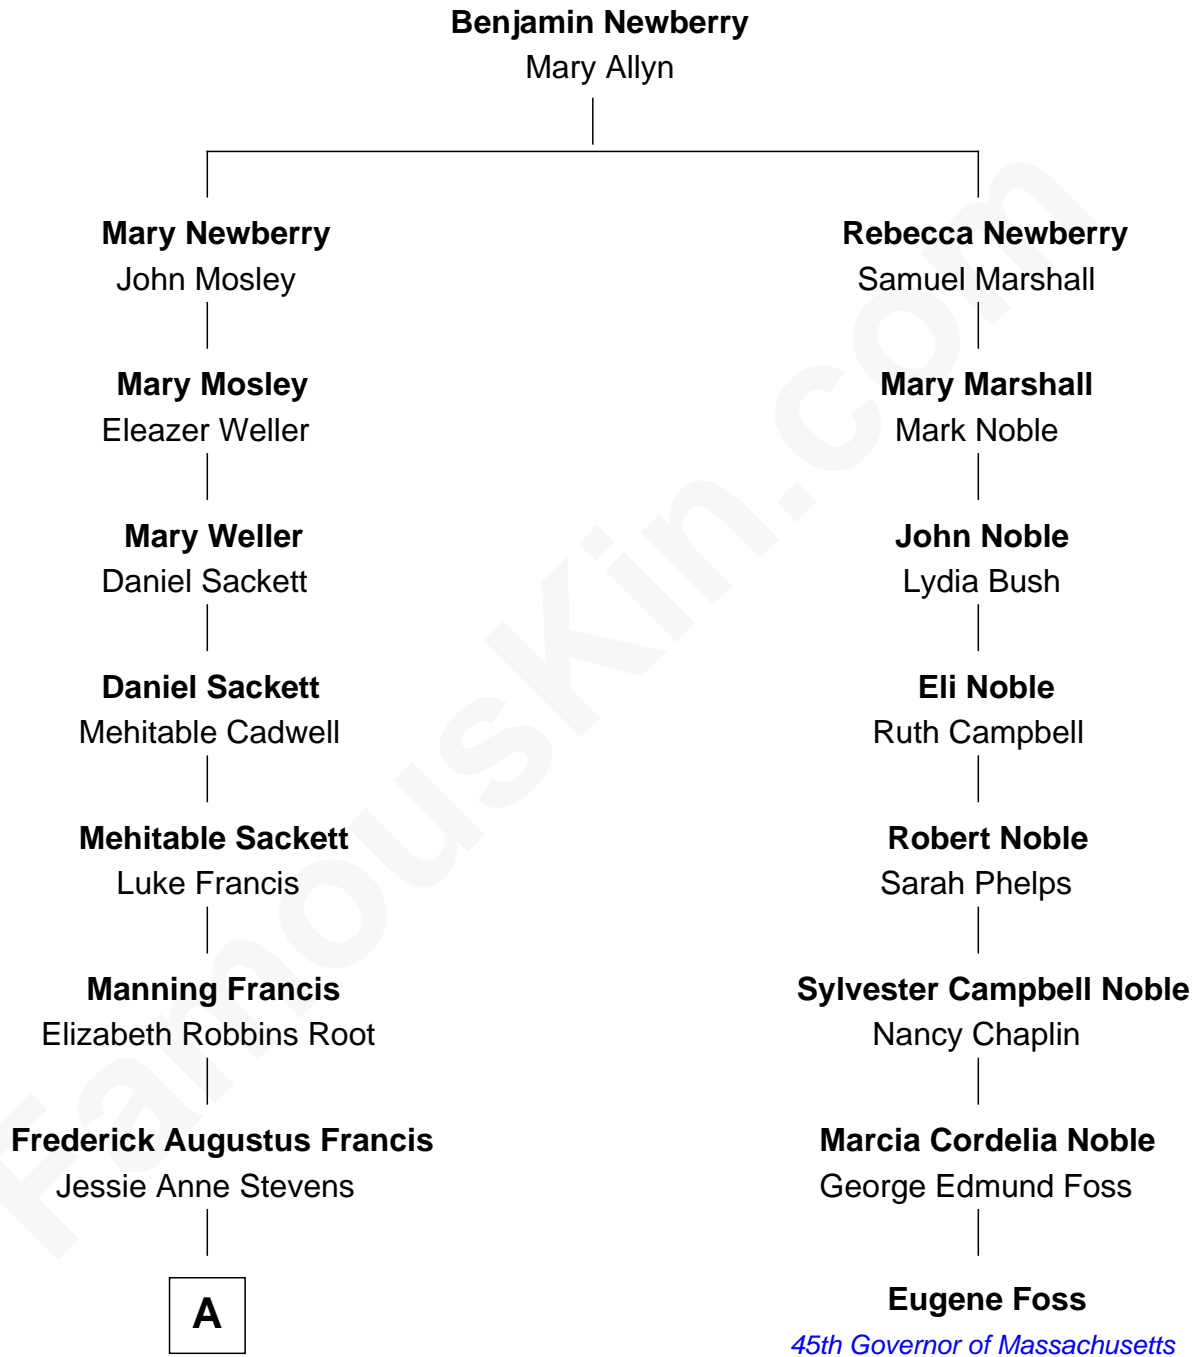 Benjamin Newberry
Mary Allyn
Mary Newberry
John Mosley
Rebecca Newberry
Samuel Marshall
Mary Mosley
Eleazer Weller
Mary Marshall
Mark Noble
Mary Weller
Daniel Sackett
John Noble
Lydia Bush
Daniel Sackett
Mehitable Cadwell
Eli Noble
Ruth Campbell
Mehitable Sackett
Luke Francis
Robert Noble
Sarah Phelps
Manning Francis
Elizabeth Robbins Root
Sylvester Campbell Noble
Nancy Chaplin
Frederick Augustus Francis
Jessie Anne Stevens
Marcia Cordelia Noble
George Edmund Foss
A
Eugene Foss
45th Governor of Massachusetts
FamousKin.com